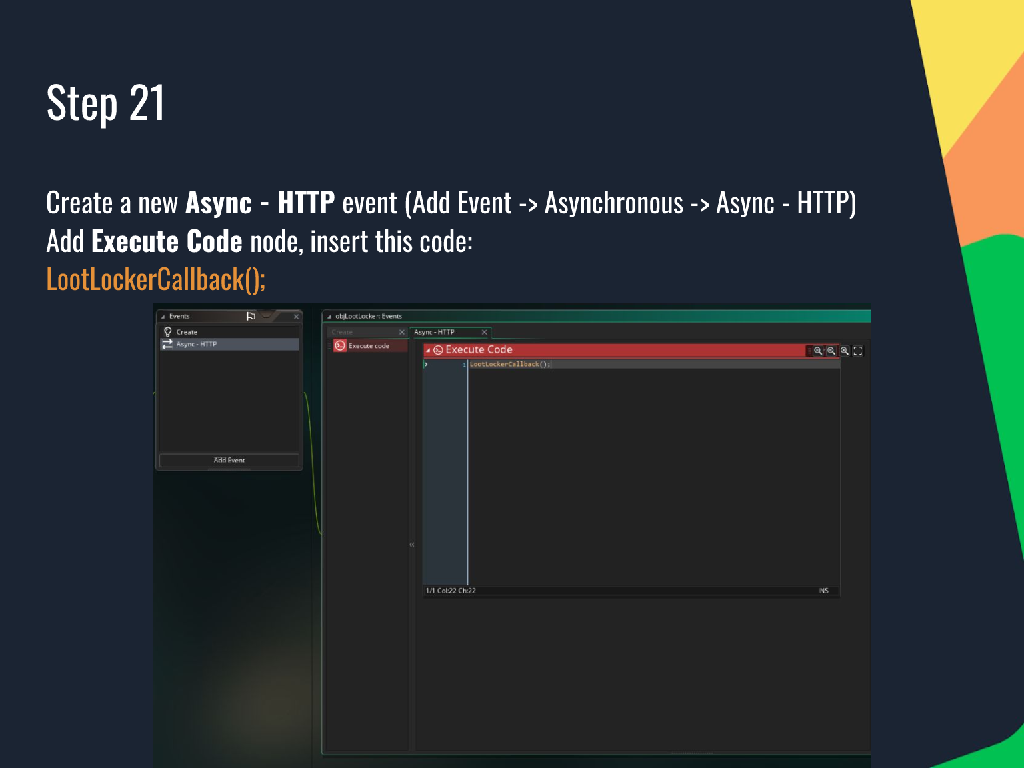 Step 21
Create a new Async - HTTP event (Add Event -> Asynchronous -> Async - HTTP)
Add Execute Code node, insert this code:
LootLockerCallback();
Events
Create
Async - HTTP
Add Event
objLootLocker: Events
Create
Async - HTTP
Execute code
Execute Code
1
LootLockerCallback();
1/1 Col:22 Ch:22
INS